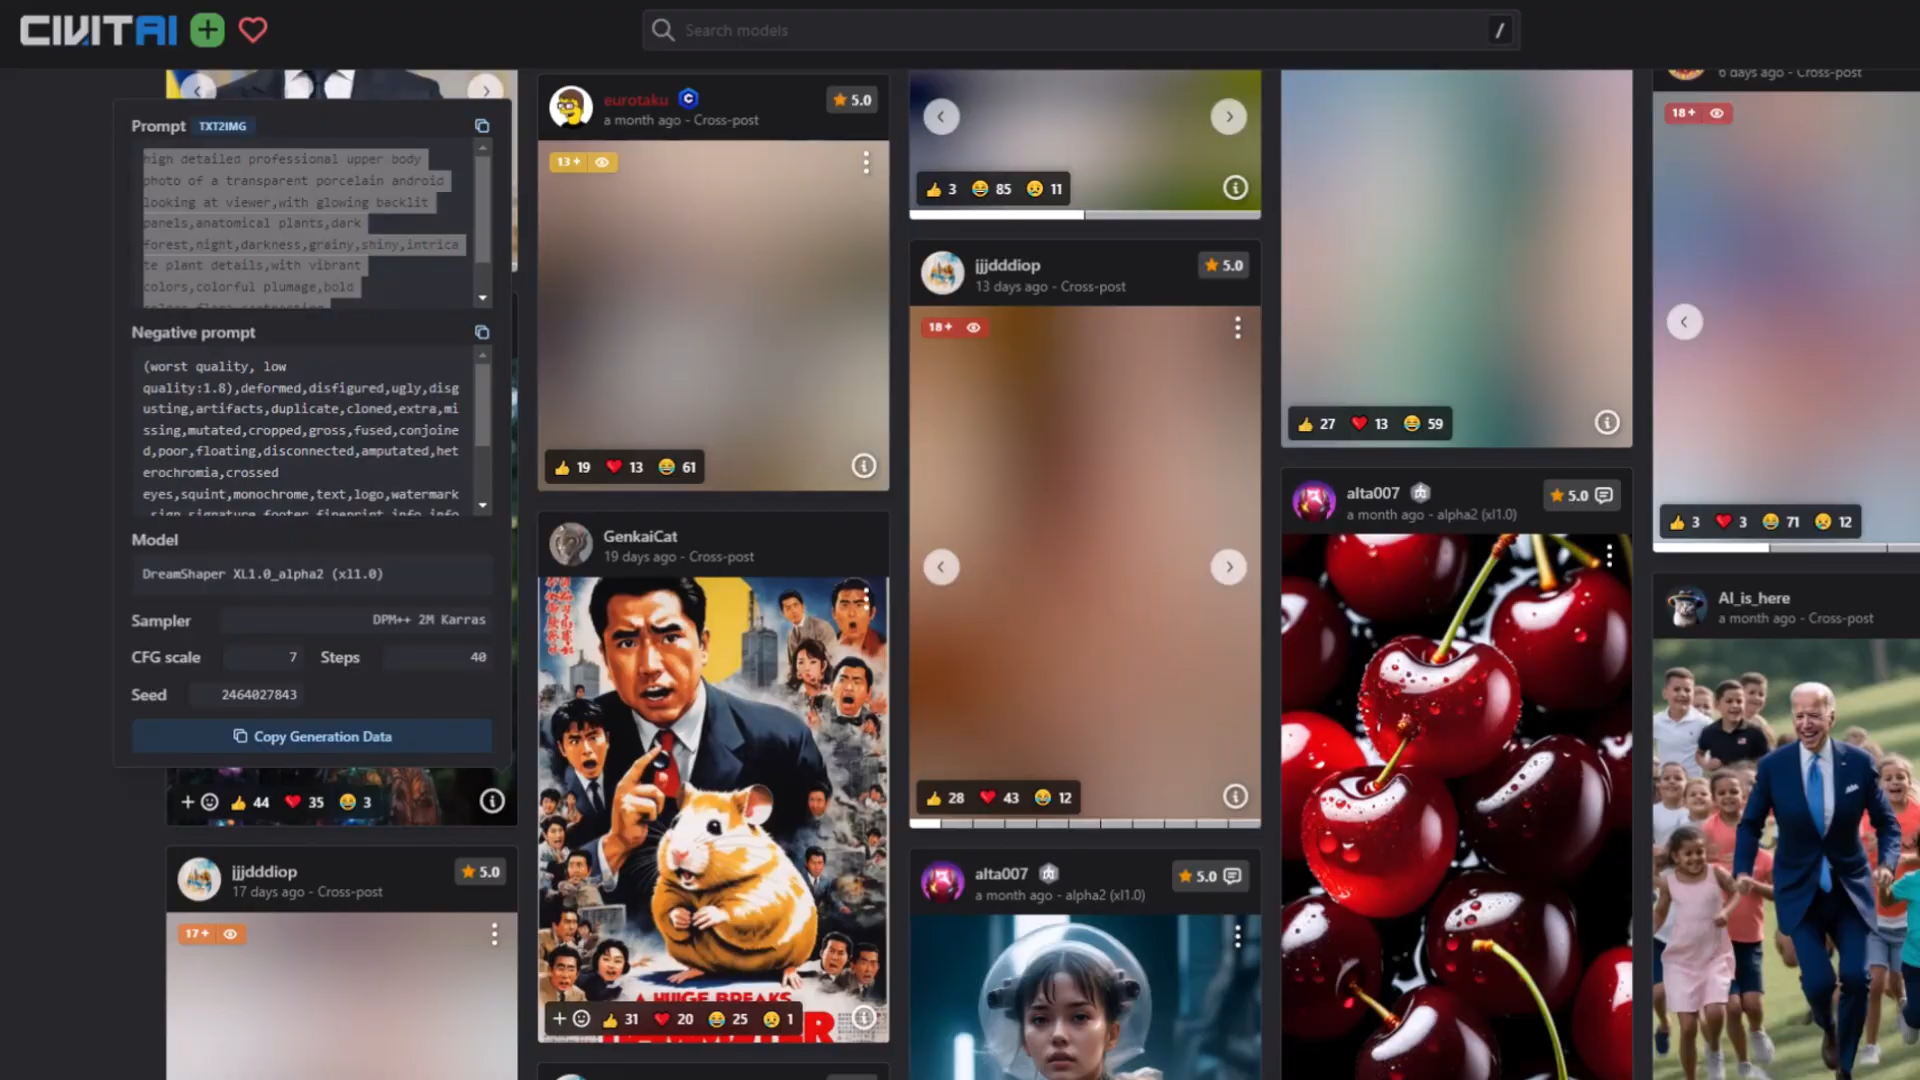 CIVITAI
Search models
/
Prompt TXT2IMG
high detailed professional upper body
photo of a transparent porcelain android
looking at viewer,with glowing backlit
panels,anatomical plants,dark
forest,night,darkness,grainy,shiny,intrica
te plant details,with vibrant
colors,colorful plumage,bold
Negative prompt
(worst quality, low
quality:1.8),deformed,disfigured,ugly,disg
usting,artifacts,duplicate,cloned,extra,mi
ssing,mutated,cropped,gross,fused,conjoine
d,poor,floating,disconnected,amputated,het
erochromia,crossed
eyes,squint,monochrome,text,logo,watermark
Model
DreamShaper XL1.0_alpha2 (xl1.0)
Sampler DPM++ 2M Karras
CFG scale 7 Steps 40
Seed 2464027843
Copy Generation Data
44 35 3
jjjdddiop 5.0
17 days ago - Cross-post
17+
eurotaku 5.0
a month ago - Cross-post
13+
19 13 61
GenkaiCat
19 days ago - Cross-post
A HUIGE BREAKS
31 20 25 1
3 85 11
jjjdddiop 5.0
13 days ago - Cross-post
18+
28 43 12
alta007 5.0
a month ago - alpha2 (xl1.0)
27 13 59
alta007 5.0
a month ago - alpha2 (xl1.0)
6 days ago - Cross-post
18+
3 3 71 12
AI_is_here
a month ago - Cross-post